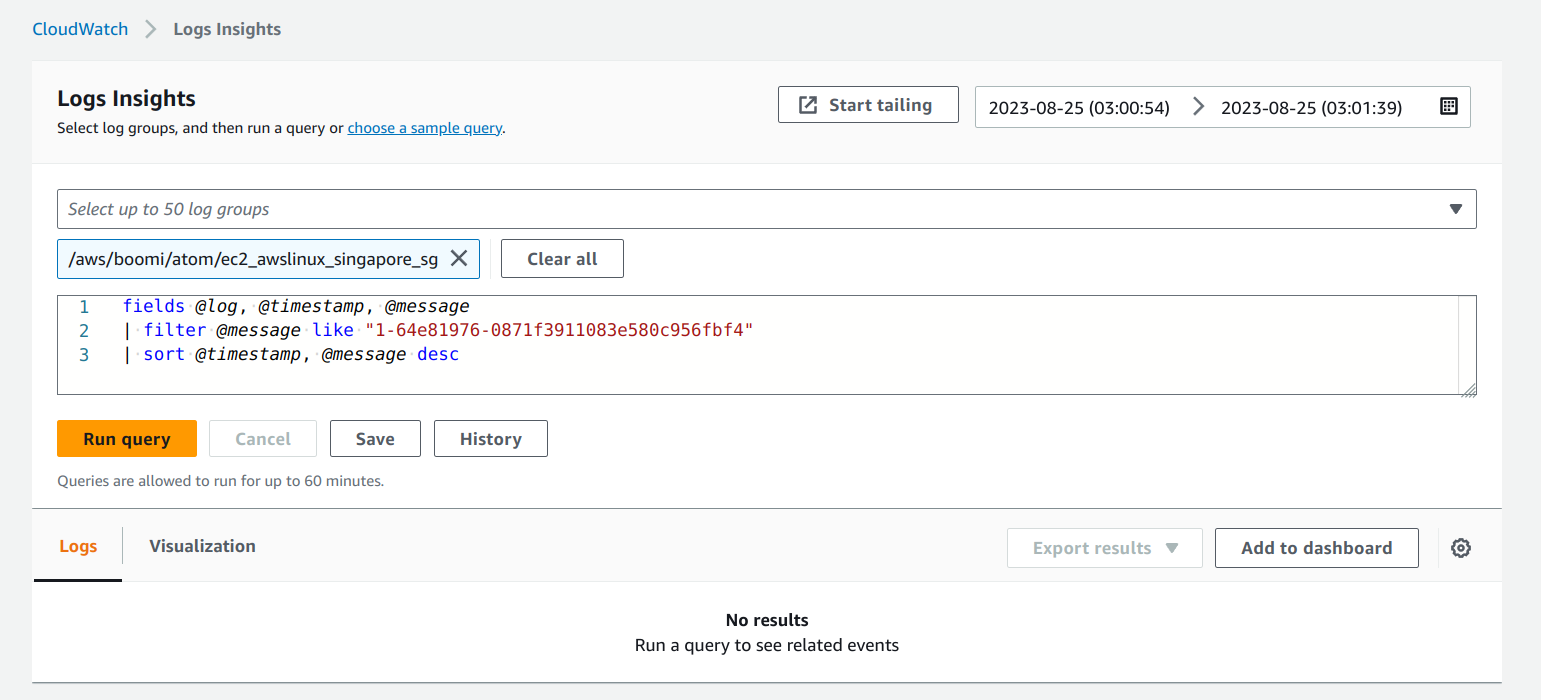 CloudWatch > Logs Insights
Logs Insights
Select log groups, and then run a query or choose a sample query.
Start tailing
2023-08-25 (03:00:54) > 2023-08-25 (03:01:39)
Select up to 50 log groups
/aws/boomi/atom/ec2_awslinux_singapore_sg
Clear all
1 fields @log, @timestamp, @message
2 | filter @message like "1-64e81976-0871f3911083e580c956fbf4"
3 | sort @timestamp, @message desc
Run query Cancel Save History
Queries are allowed to run for up to 60 minutes.
Logs Visualization Export results Add to dashboard
No results
Run a query to see related events